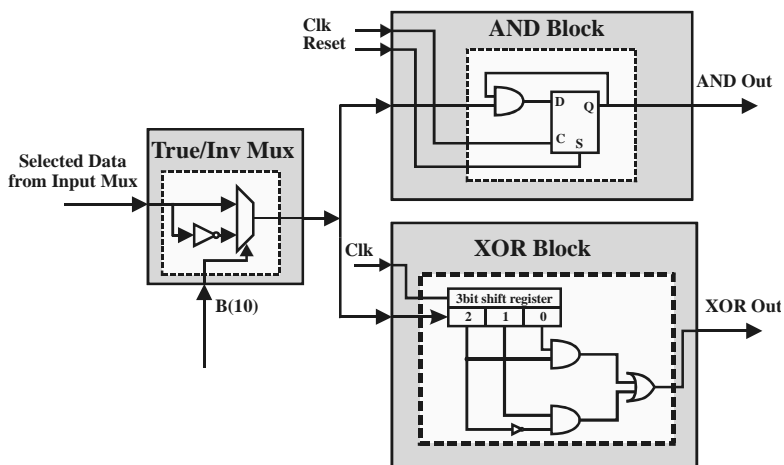 Clk
Reset
AND Block
AND Out
D
Q
C
S
True/Inv Mux
Selected Data
from Input Mux
B(10)
Clk
XOR Block
3bit shift register
2 1 0
XOR Out